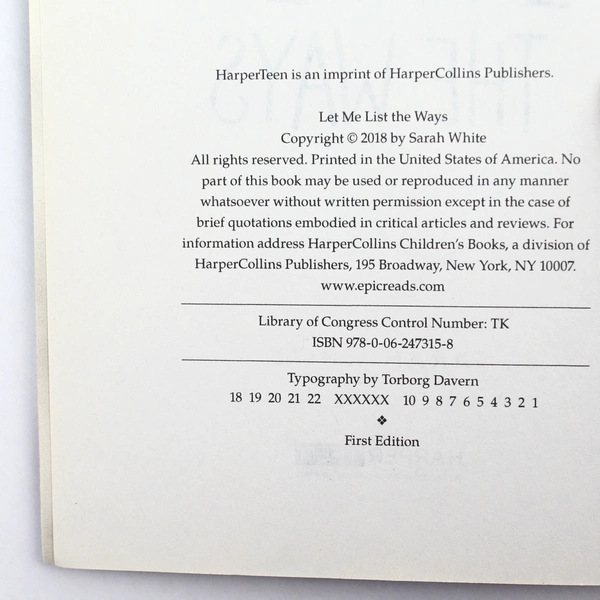 HarperTeen is an imprint of HarperCollins Publishers.
Let Me List the Ways
Copyright © 2018 by Sarah White
All rights reserved. Printed in the United States of America. No
part of this book may be used or reproduced in any manner
whatsoever without written permission except in the case of
brief quotations embodied in critical articles and reviews. For
information address HarperCollins Children's Books, a division of
HarperCollins Publishers, 195 Broadway, New York, NY 10007.
www.epicreads.com
Library of Congress Control Number: TK
ISBN 978-0-06-247315-8
Typography by Torborg Davern
18 19 20 21 22 XXXXXX 10 9 8 7 6 5 4 3 2 1
❖
First Edition